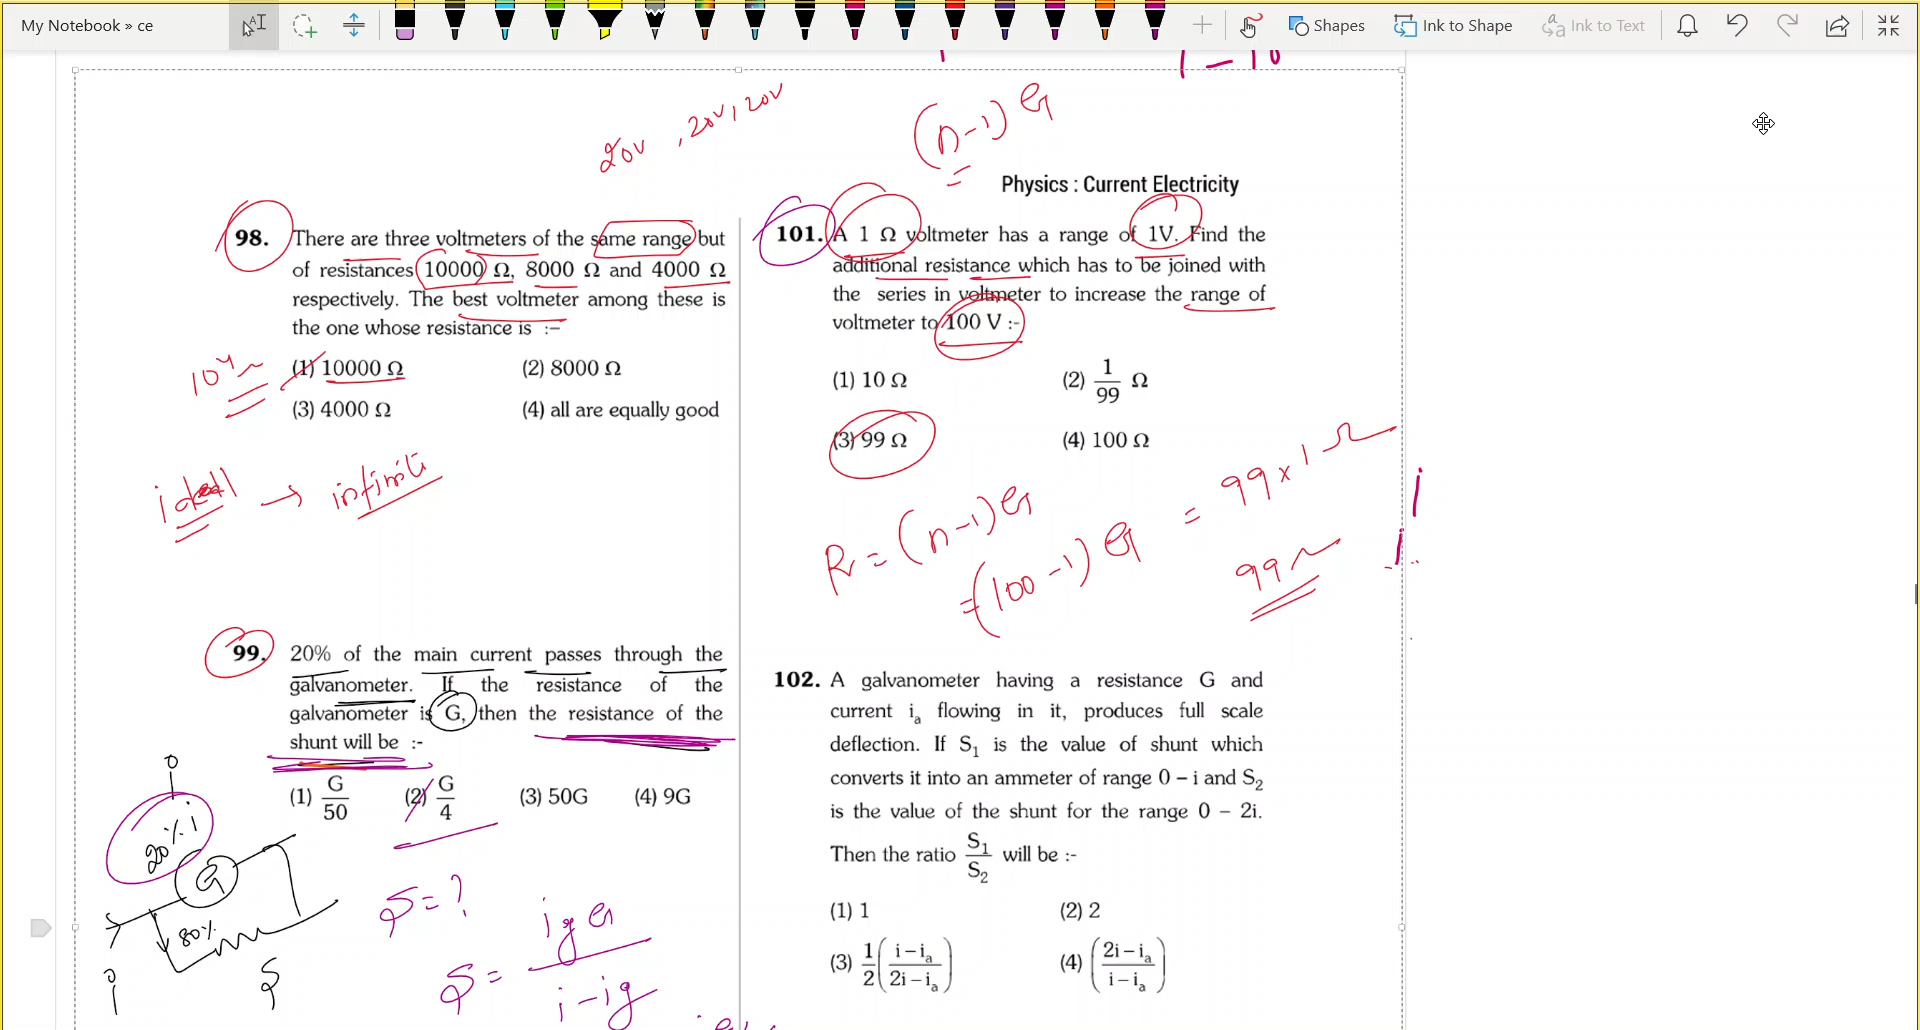 My Notebook » ce
Shapes
Ink to Shape
Ink to Text
20V , 20V, 20V
(n-1) G
Physics : Current Electricity
98. There are three voltmeters of the same range but
of resistances 10000 Ω, 8000 Ω and 4000 Ω
respectively. The best voltmeter among these is
the one whose resistance is :–
(1) 10000 Ω (2) 8000 Ω
(3) 4000 Ω (4) all are equally good
10⁴ Ω
ideal → infinite
99. 20% of the main current passes through the
galvanometer. If the resistance of the
galvanometer is G, then the resistance of the
shunt will be :-
(1) G/50 (2) G/4 (3) 50G (4) 9G
20% i
G
80%
i
S
S = ?
S = ig G / i - ig
101. A 1 Ω voltmeter has a range of 1V. Find the
additional resistance which has to be joined with
the series in voltmeter to increase the range of
voltmeter to 100 V :-
(1) 10 Ω (2) 1/99 Ω
(3) 99 Ω (4) 100 Ω
R = (n-1) G
= (100-1) G = 99 x 1 Ω
99 Ω
102. A galvanometer having a resistance G and
current iₐ flowing in it, produces full scale
deflection. If S₁ is the value of shunt which
converts it into an ammeter of range 0 – i and S₂
is the value of the shunt for the range 0 – 2i.
Then the ratio S₁/S₂ will be :-
(1) 1 (2) 2
(3) 1/2 (i–iₐ / 2i–iₐ) (4) (2i–iₐ / i–iₐ)